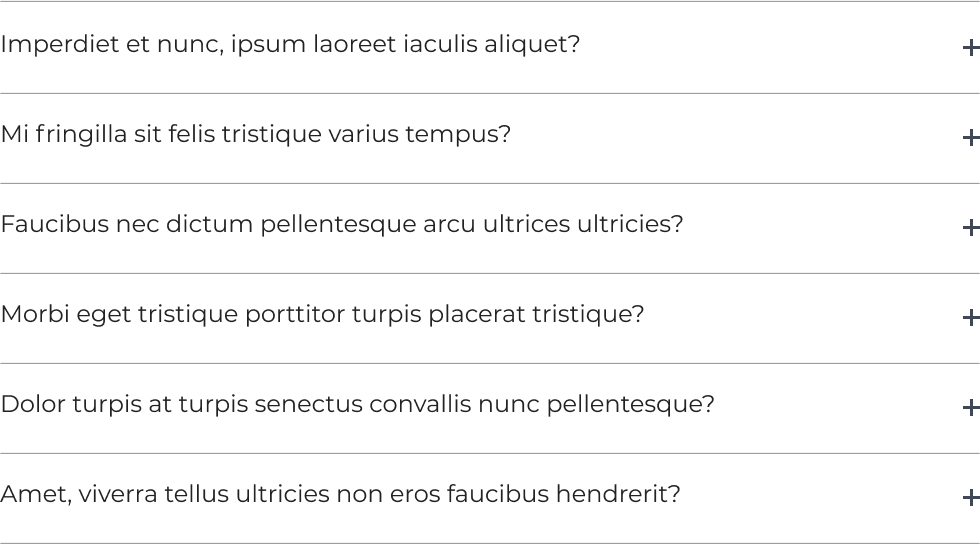 Imperdiet et nunc, ipsum laoreet iaculis aliquet?
Mi fringilla sit felis tristique varius tempus?
Faucibus nec dictum pellentesque arcu ultrices ultricies?
Morbi eget tristique porttitor turpis placerat tristique?
Dolor turpis at turpis senectus convallis nunc pellentesque?
Amet, viverra tellus ultricies non eros faucibus hendrerit?